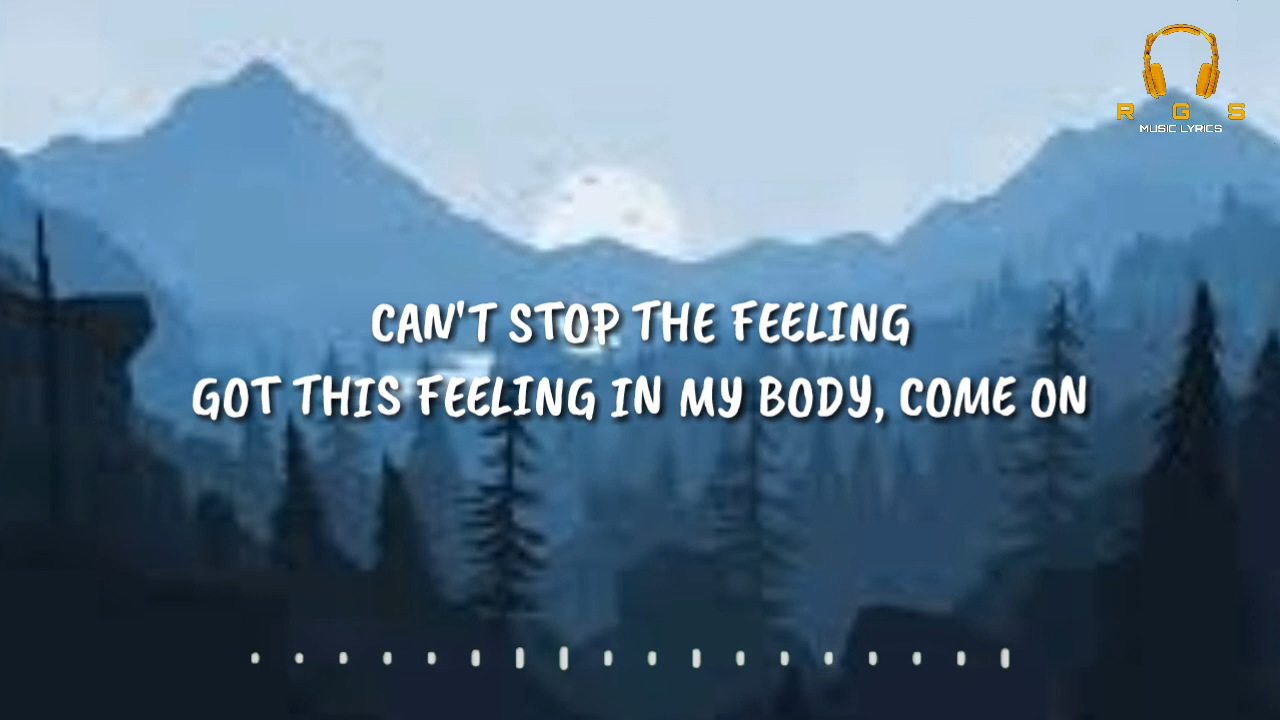 R G S
MUSIC LYRICS
CAN'T STOP THE FEELING
GOT THIS FEELING IN MY BODY, COME ON